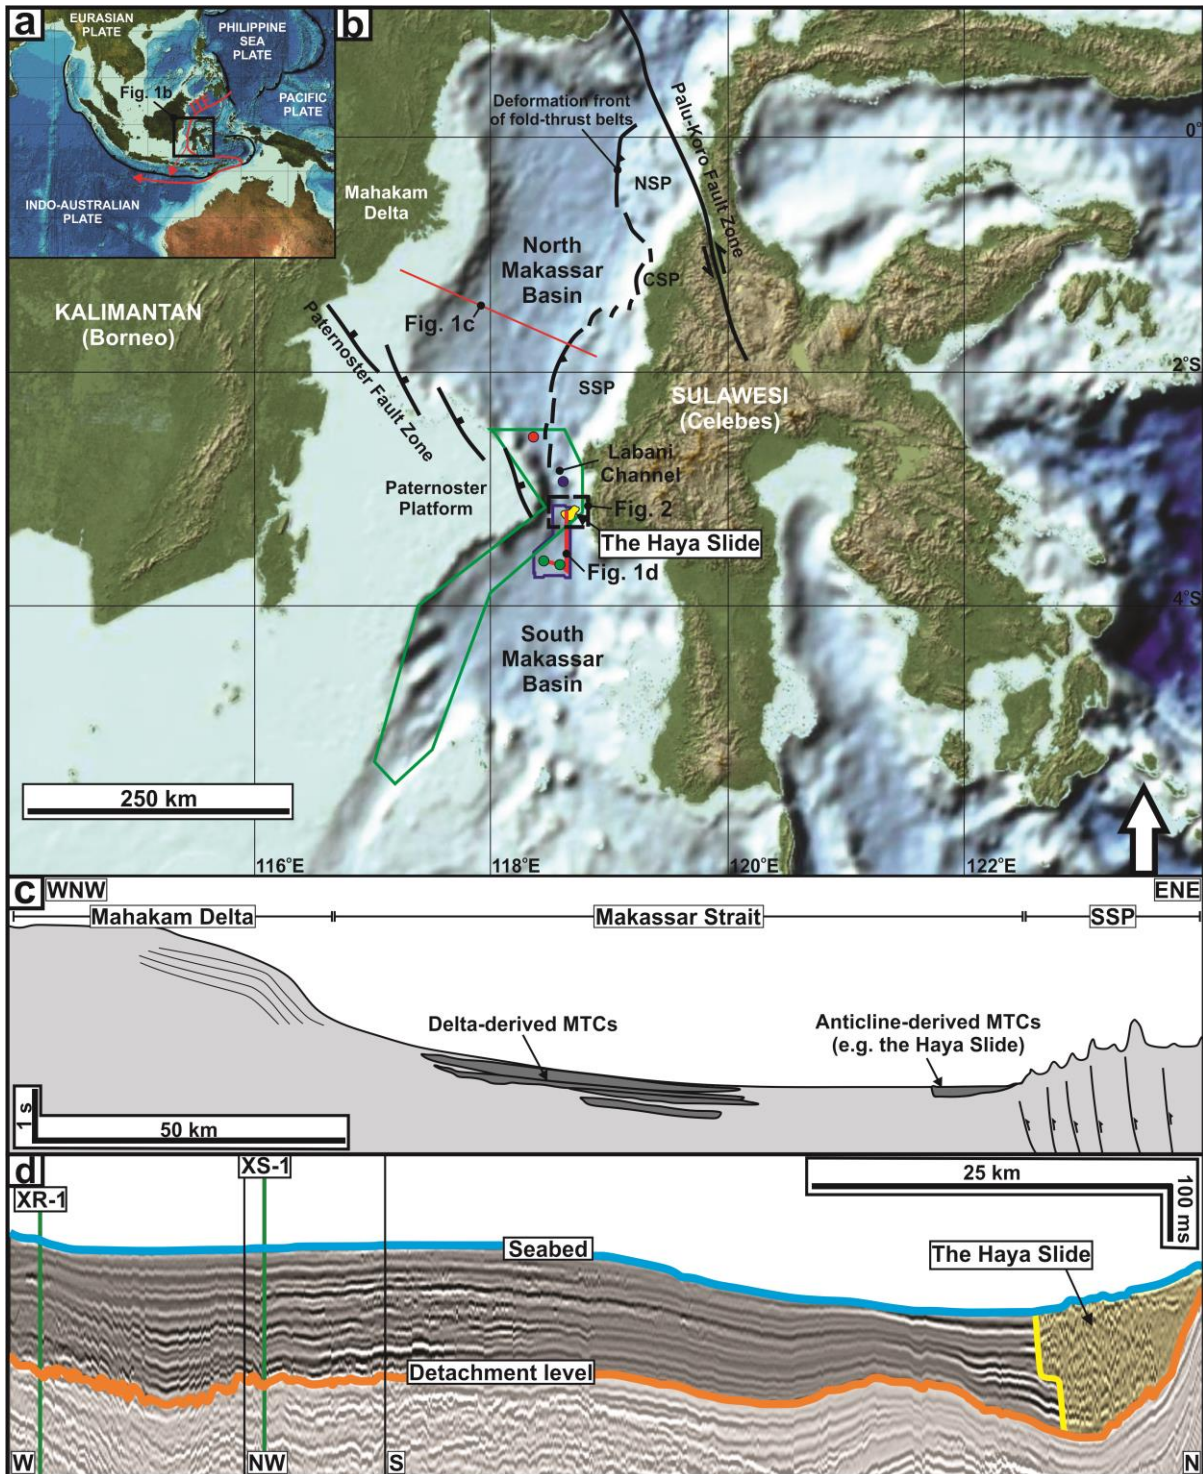 a
EURASIAN
PLATE
PHILIPPINE
SEA
PLATE
Fig. 1b
PACIFIC
PLATE
INDO-AUSTRALIAN
PLATE
b
Deformation front
of fold-thrust belts
Palu-Koro Fault Zone
0°
NSP
Mahakam
Delta
North
Makassar
Basin
CSP
KALIMANTAN
(Borneo)
Fig. 1c
Paternoster Fault Zone
2°S
SSP
SULAWESI
(Celebes)
Labani
Channel
Paternoster
Platform
Fig. 2
The Haya Slide
Fig. 1d
4°S
South
Makassar
Basin
250 km
116°E
118°E
120°E
122°E
c
WNW
ENE
Mahakam Delta
Makassar Strait
SSP
Delta-derived MTCs
Anticline-derived MTCs
(e.g. the Haya Slide)
1 s
50 km
d
XS-1
XR-1
25 km
100 ms
Seabed
The Haya Slide
Detachment level
W
NW
S
N